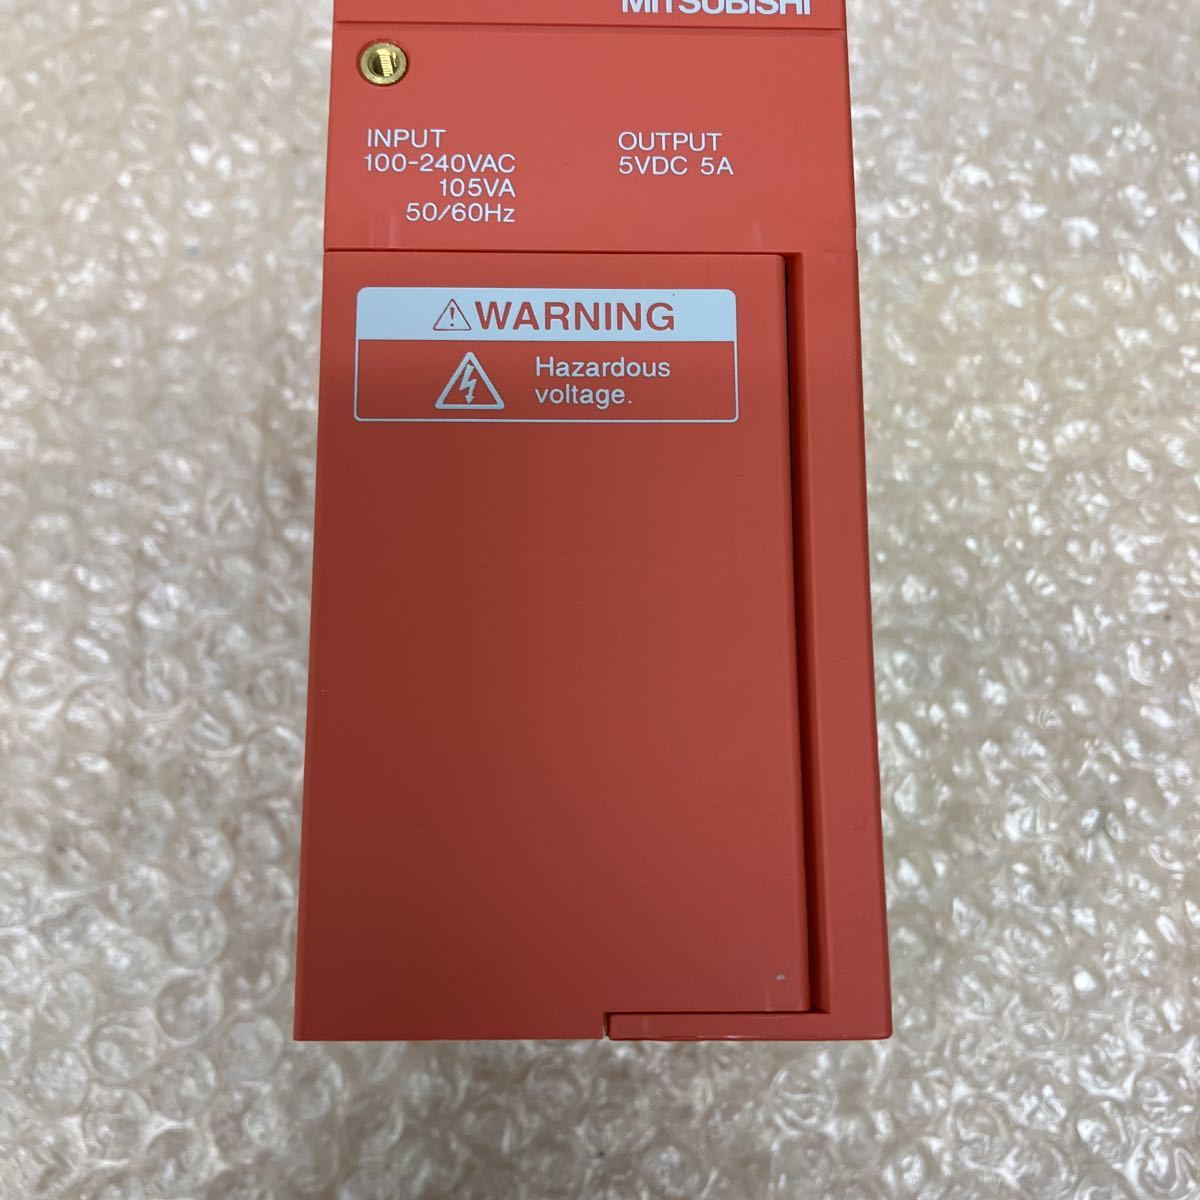 MITSUBISHI
INPUT
100-240VAC
105VA
50/60Hz
OUTPUT
5VDC 5A
WARNING
Hazardous
voltage.